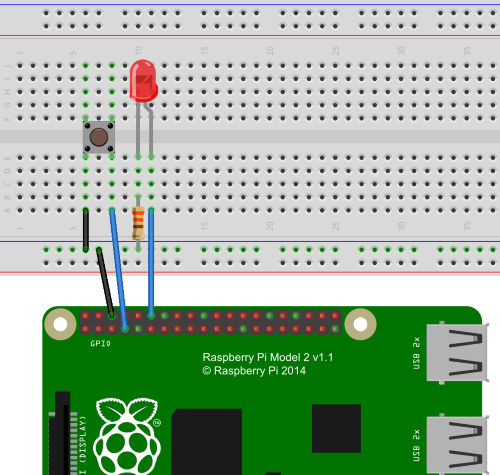 1
5
10
15
20
25
30
35
J
I
H
G
F
E
D
C
B
A
1
5
15
20
25
30
35
GPIO
Raspberry Pi Model 2 v1.1
© Raspberry Pi 2014
USB 2x
USB 2x
I (DISPLAY)
TM